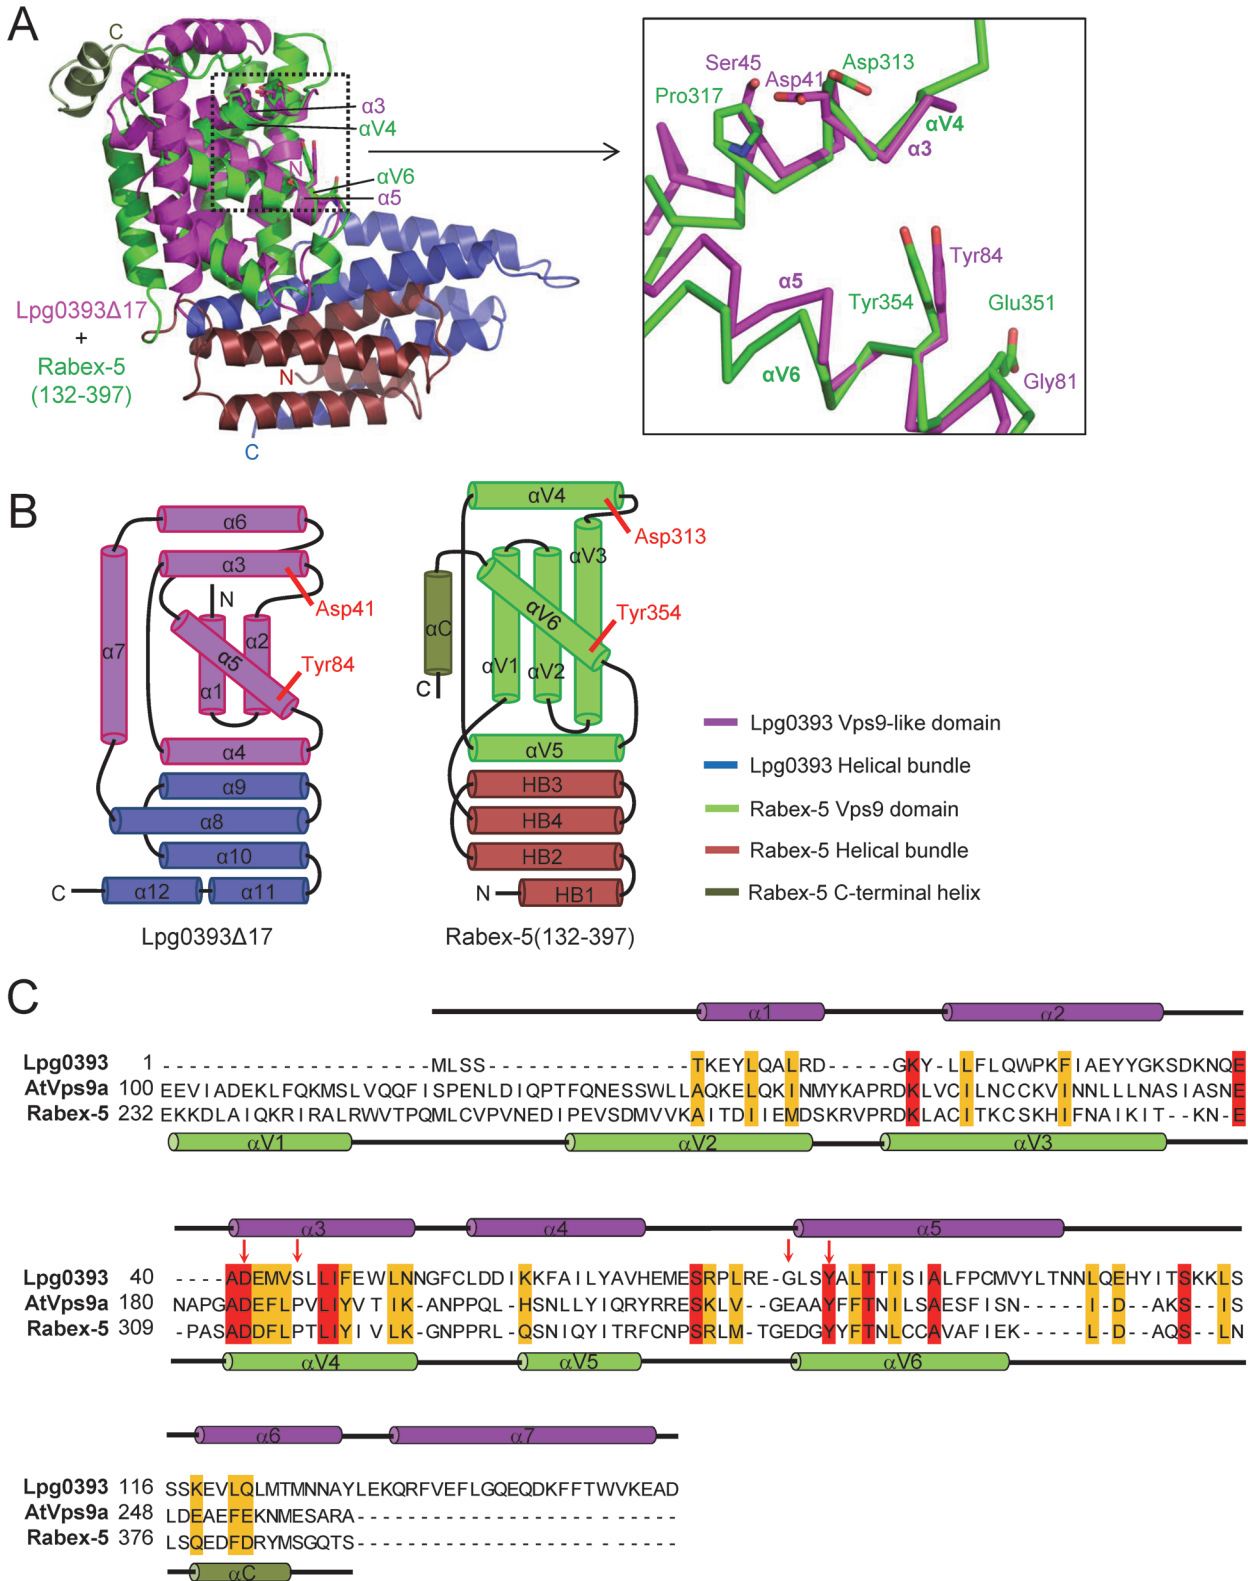 A
C
α3
αV4
N
αV6
α5
Lpg0393Δ17
+
Rabex-5
(132-397)
N
C
Ser45
Asp41
Asp313
Pro317
αV4
α3
Tyr84
α5
Tyr354
Glu351
αV6
Gly81
B
α6
α3
N
Asp41
α7
α2
α5
α1
Tyr84
α4
α9
α8
α10
C
α12
α11
Lpg0393Δ17
αV4
Asp313
αV3
αC
αV6
Tyr354
αV1
αV2
C
αV5
HB3
HB4
HB2
N
HB1
Rabex-5(132-397)
Lpg0393 Vps9-like domain
Lpg0393 Helical bundle
Rabex-5 Vps9 domain
Rabex-5 Helical bundle
Rabex-5 C-terminal helix
C
α1
α2
Lpg0393 1 - - - - - - - - - - - - - - - - - - - - MLSS - - - - - - - - - - - - - - - TKEYLQALRD - - - - - GKY - LLFLQWPKFIAEYYGKSDKNQE
AtVps9a 100 EEVIADEKLFQKMSLVQQFISPENLDIQPTFQNESSWLLAQKELQKINMYKAPRDKLVCILNCCKVINNLLLNASIASNE
Rabex-5 232 EKKDLAIQKRIRALRWVTPQMLCVPVNEDIPEVSDMVVKAITDIIEMDSKRVPRDKLACITKCSKHIFNAIKIT - - KN - E
αV1
αV2
αV3
α3
α4
α5
Lpg0393 40 - - - - ADEMVSLLIFEWLNNGFCLDDIKKFAILYAVHEMESRPLRE - GLSYALTTISIALFPCMVYLTNNLQEHYITSKKLS
AtVps9a 180 NAPGADEFLPVLIYVTIK - ANPPQL - HSNLLYIQRYRRESKLV - - GEAAYFFTNILSAESFISN - - - - - I - D - - AKS - - IS
Rabex-5 309 - PASADDFLPTLIYIVLK - GNPPRL - QSNIQYITRFCNPSRLM - TGEDGYYFTNLCCAVAFIEK - - - - - L - D - - AQS - - LN
αV4
αV5
αV6
α6
α7
Lpg0393 116 SSKEVLQLMTMNNAYLEKQRFVEFLGQEQDKFFTWVKEAD
AtVps9a 248 LDEAEFEKNMESARA - - - - - - - - - - - - - - - - - - - - - - - - -
Rabex-5 376 LSQEDFDRYMSGQTS - - - - - - - - - - - - - - - - - - - - - - - - -
αC